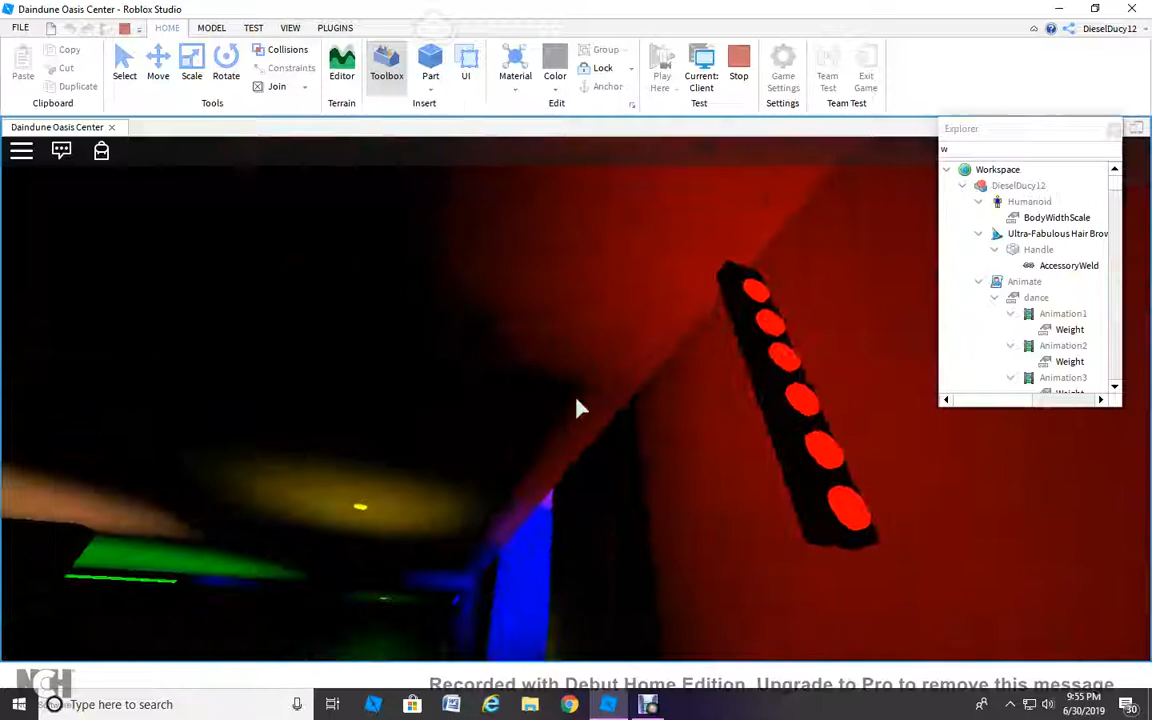 Daindune Oasis Center - Roblox Studio
FILE HOME MODEL TEST VIEW PLUGINS DieselDucy12
Paste Copy Cut Duplicate Select Move Scale Rotate Collisions Constraints Join Editor Toolbox Part UI Material Color Group Lock Anchor Play Here Current: Client Stop Game Settings Team Test Exit Game
Clipboard Tools Terrain Insert Edit Test Settings Team Test
Daindune Oasis Center
Explorer
w
Workspace
DieselDucy12
Humanoid
BodyWidthScale
Ultra-Fabulous Hair Brow
Handle
AccessoryWeld
Animate
dance
Animation1
Weight
Animation2
Weight
Animation3
Weight
NCH
Recorded with Debut Home Edition. Upgrade to Pro to remove this message
Type here to search
9:55 PM
6/30/2019
30